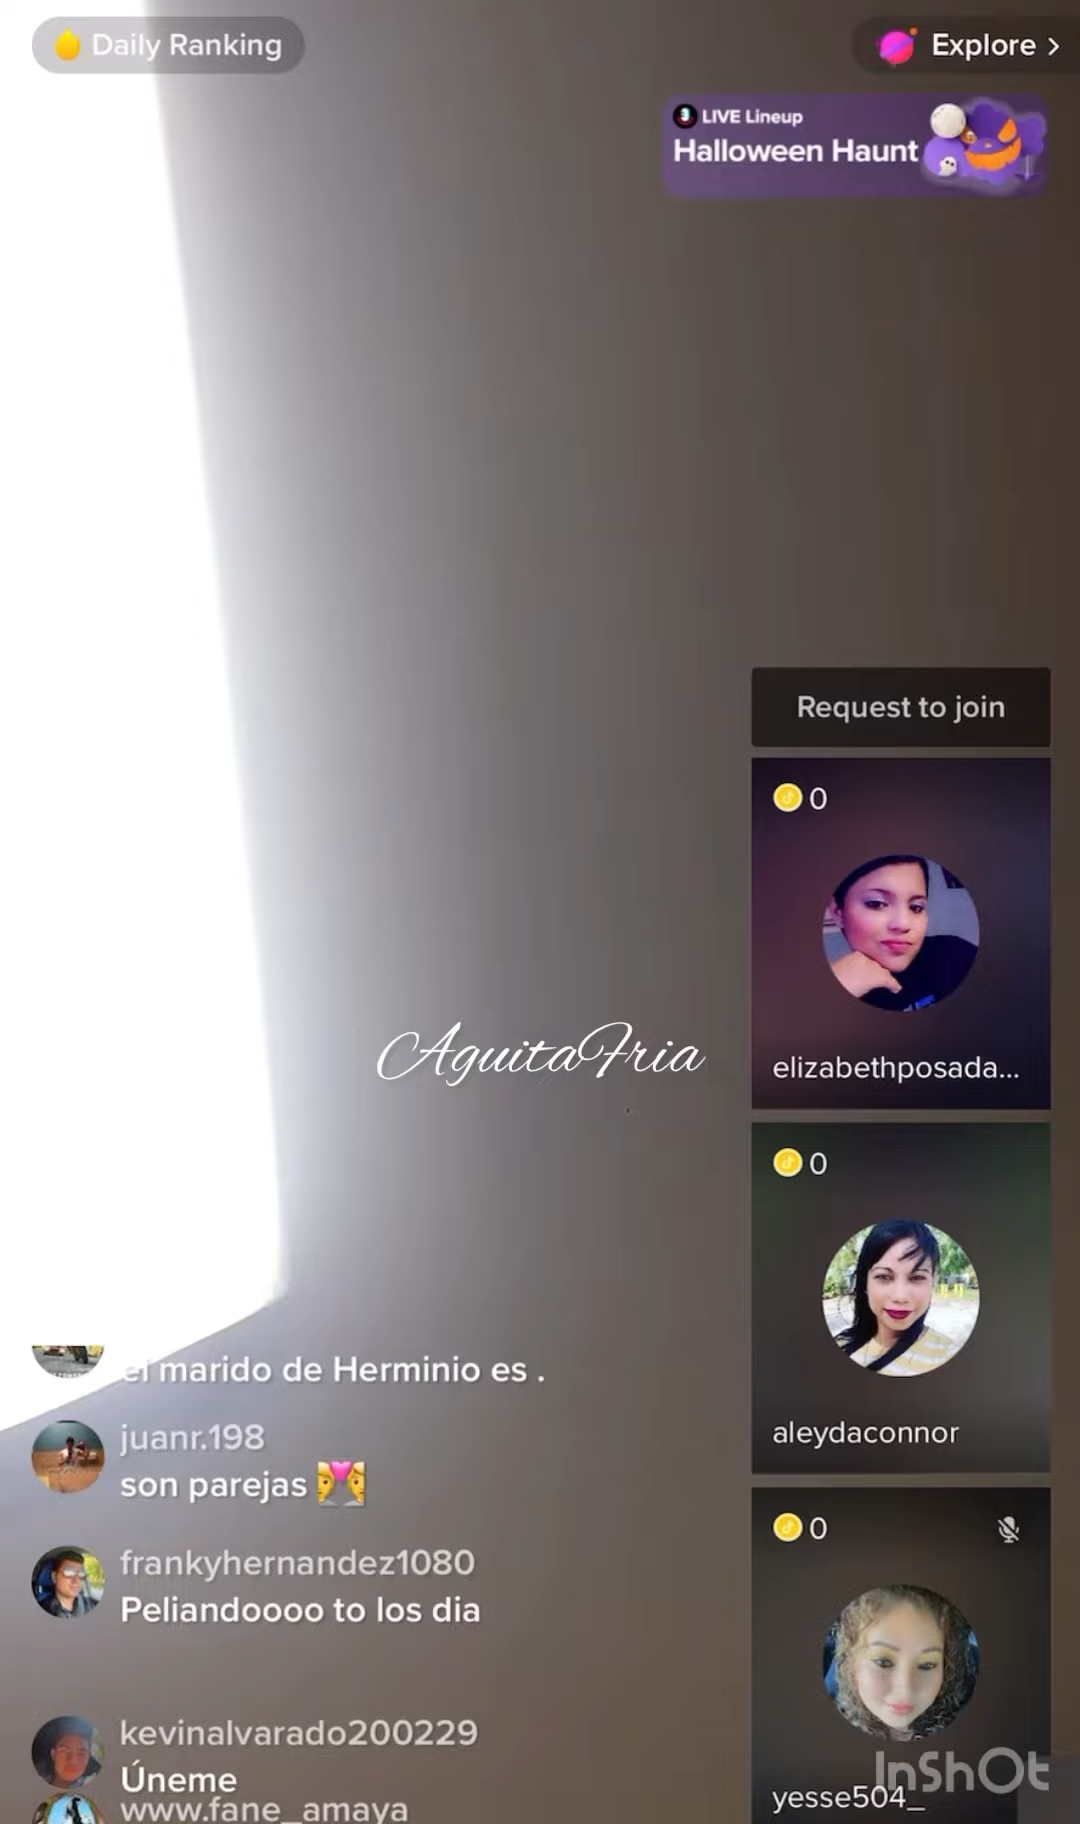 Daily Ranking
Explore >
LIVE Lineup
Halloween Haunt
Request to join
0
elizabethposada...
AguitaFria
0
aleydaconnor
el marido de Herminio es .
juanr.198
son parejas
frankyhernandez1080
Peliandoooo to los dia
0
kevinalvarado200229
Úneme
www.fane_amaya
InShOt
yesse504_